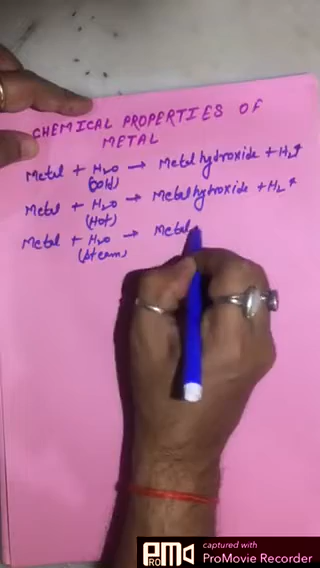 CHEMICAL PROPERTIES OF
METAL
Metal + H₂O → Metal hydroxide + H₂↑
(Cold)
Metal + H₂O → Metal hydroxide + H₂↑
(Hot)
Metal + H₂O → Metal
(Steam)
captured with
PRO
ProMovie Recorder